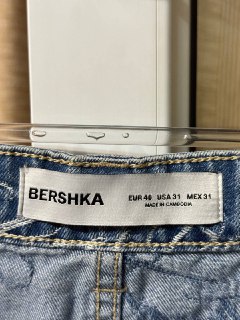 BERSHKA
EUR 40 USA 31 MEX 31
MADE IN CAMBODIA